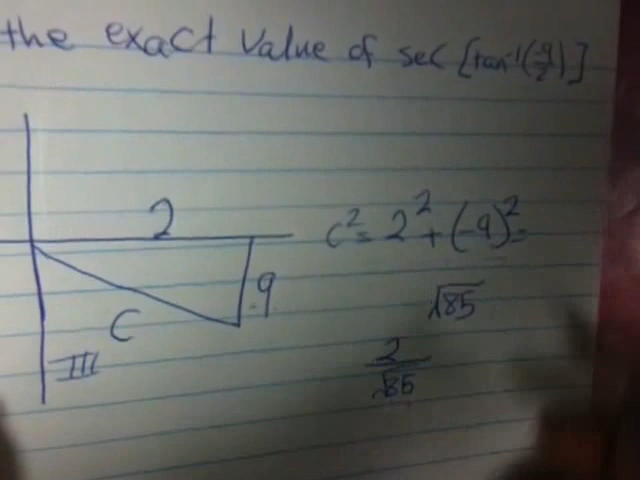 the exact value of sec [tan⁻¹(-9/2)]
2
c² = 2² + (-9)² =
-9
√85
C
2/√85
III